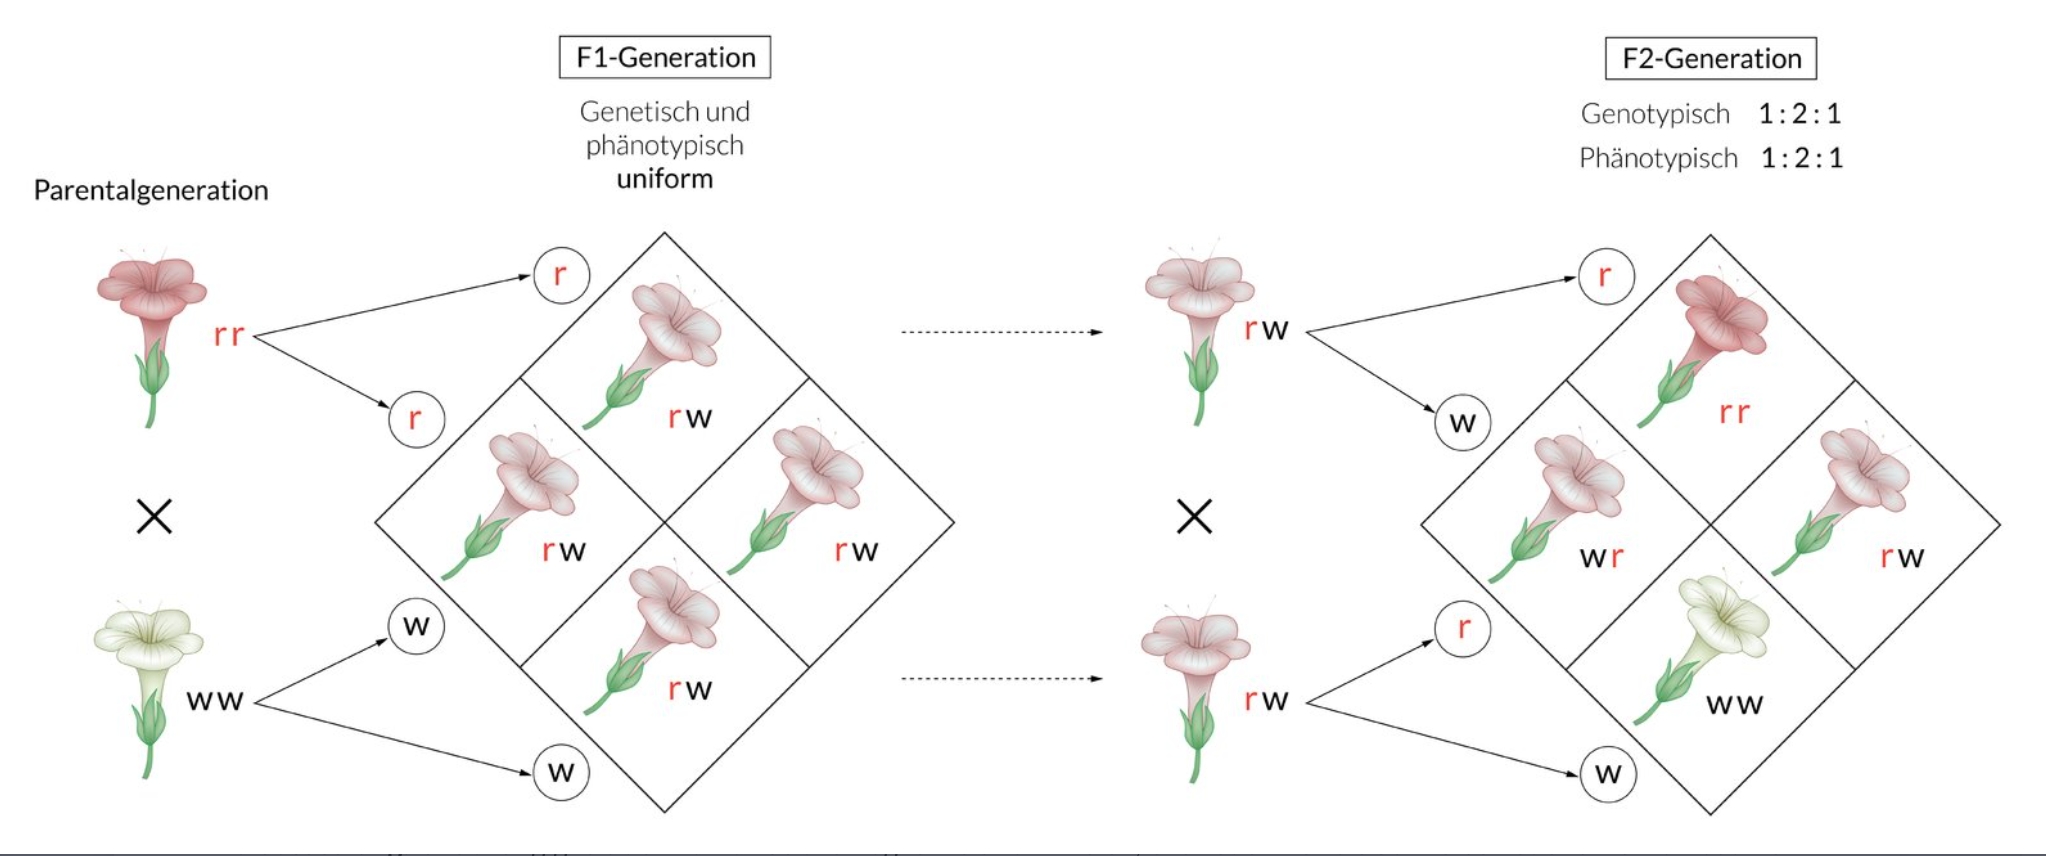 Parentalgeneration
rr
ww
F1-Generation
Genetisch und
phänotypisch
uniform
r
r
w
w
rw
rw
rw
rw
rw
rw
F2-Generation
Genotypisch 1:2:1
Phänotypisch 1:2:1
r
w
r
w
rr
wr
rw
ww